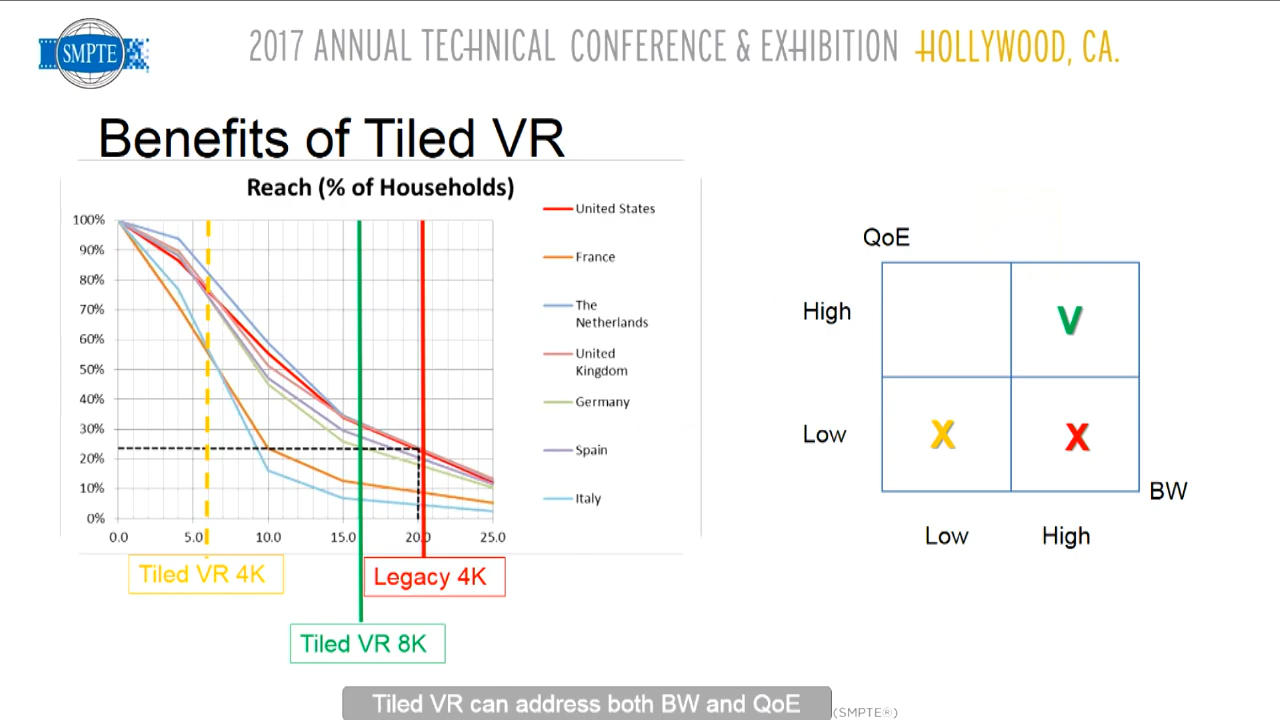 SMPTE
2017 ANNUAL TECHNICAL CONFERENCE & EXHIBITION HOLLYWOOD, CA.
Benefits of Tiled VR
Reach (% of Households)
100%
90%
80%
70%
60%
50%
40%
30%
20%
10%
0%
0.0 5.0 10.0 15.0 20.0 25.0
United States
France
The
Netherlands
United
Kingdom
Germany
Spain
Italy
Tiled VR 4K
Legacy 4K
Tiled VR 8K
QoE
High
V
Low
X X
BW
Low High
Tiled VR can address both BW and QoE
(SMPTE®)